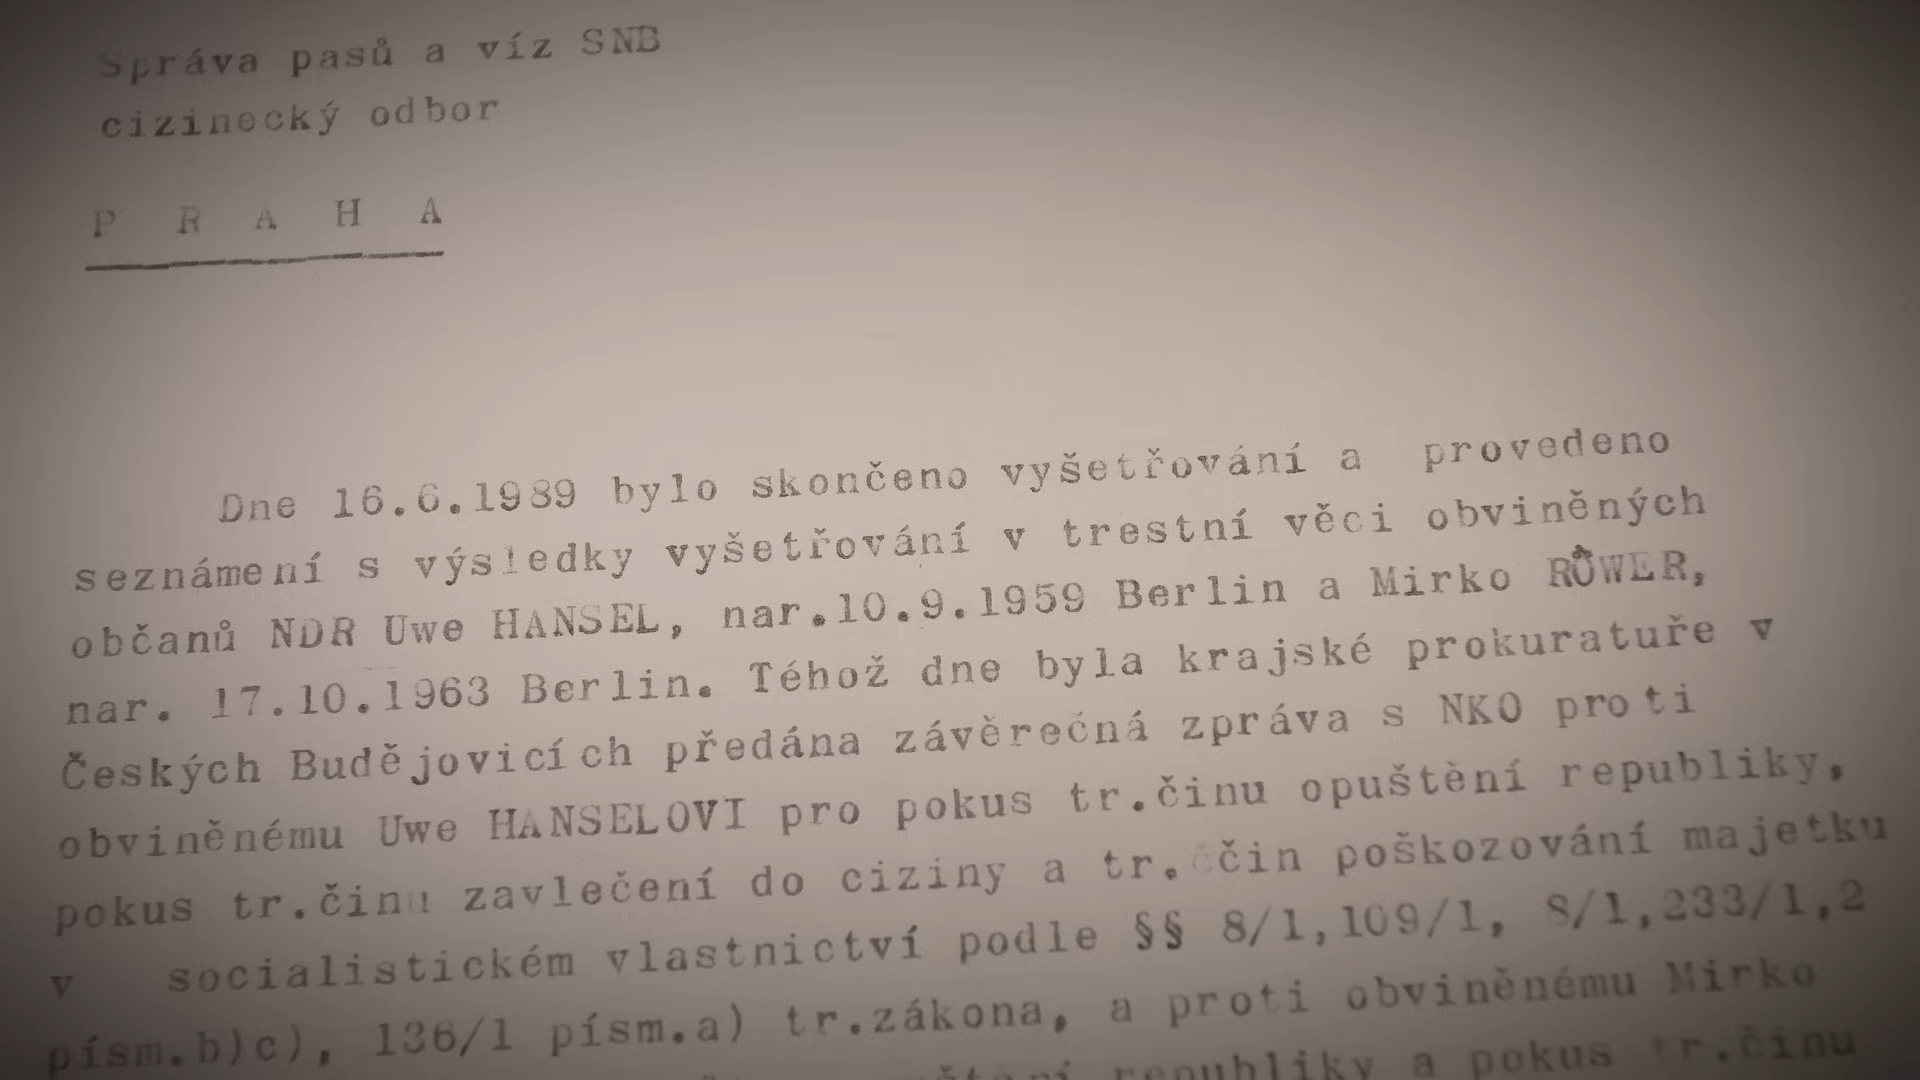 Správa pasů a víz SNB
cizinecký odbor
P R A H A
Dne 16.6.1989 bylo skončeno vyšetřování a provedeno
seznámení s výsledky vyšetřování v trestní věci obviněných
občanů NDR Uwe HANSEL, nar.10.9.1959 Berlin a Mirko RÖWER,
nar. 17.10.1963 Berlin. Téhož dne byla krajské prokuratuře v
Českých Budějovicích předána závěrečná zpráva s NKO proti
obviněnému Uwe HANSELOVI pro pokus tr.činu opuštění republiky,
pokus tr.činu zavlečení do ciziny a tr. čin poškozování majetku
v socialistickém vlastnictví podle §§ 8/1,109/1, 8/1,233/1,2
písm.b)c), 136/1 písm.a) tr.zákona, a proti obviněnému Mirko
republiky a pokus tr.činu